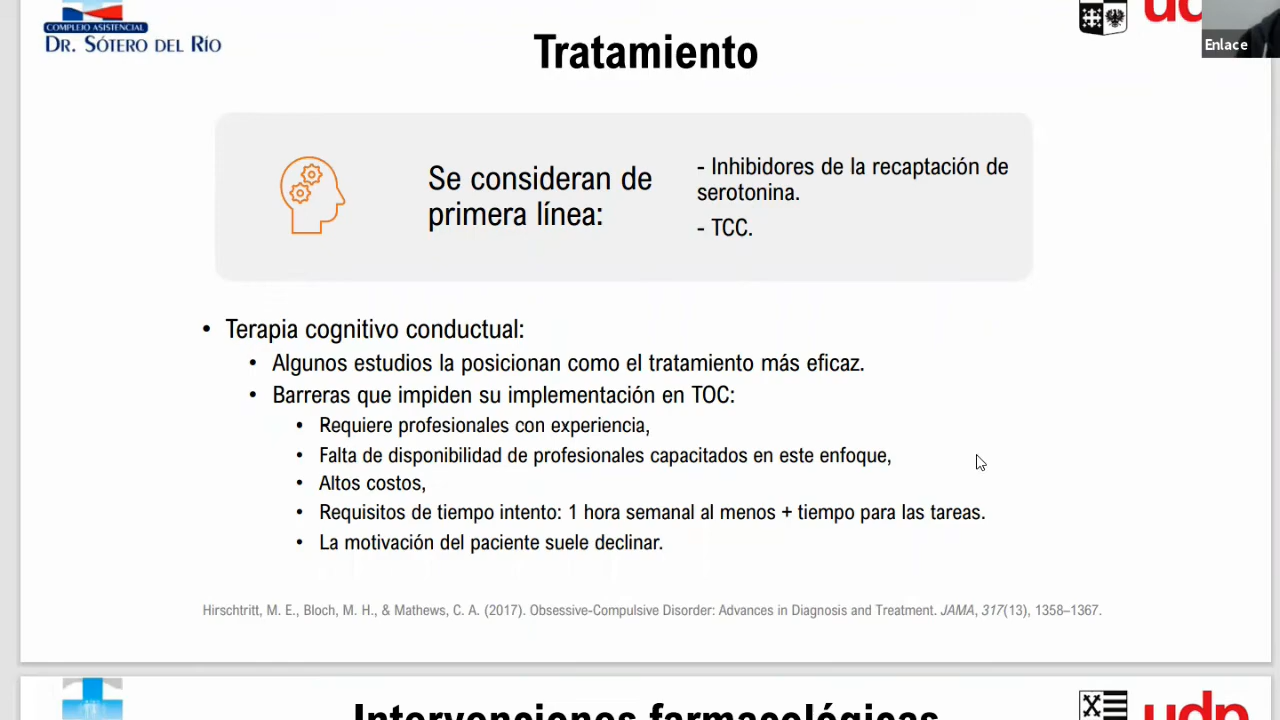 COMPLEJO ASISTENCIAL
DR. SÓTERO DEL RÍO
Enlace
Tratamiento
Se consideran de
primera línea:
- Inhibidores de la recaptación de
serotonina.
- TCC.
• Terapia cognitivo conductual:
• Algunos estudios la posicionan como el tratamiento más eficaz.
• Barreras que impiden su implementación en TOC:
• Requiere profesionales con experiencia,
• Falta de disponibilidad de profesionales capacitados en este enfoque,
• Altos costos,
• Requisitos de tiempo intento: 1 hora semanal al menos + tiempo para las tareas.
• La motivación del paciente suele declinar.
Hirschtritt, M. E., Bloch, M. H., & Mathews, C. A. (2017). Obsessive-Compulsive Disorder: Advances in Diagnosis and Treatment. JAMA, 317(13), 1358–1367.
Intervenciones farmacológicas
udp